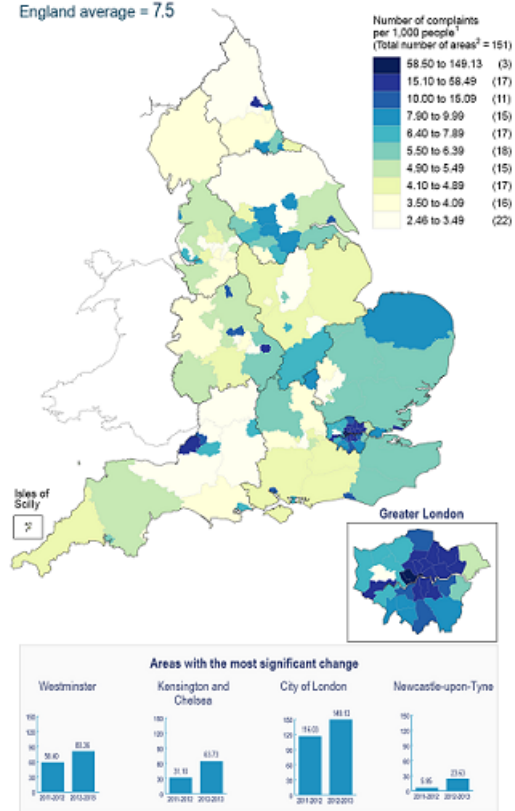 England average = 7.5
Number of complaints
per 1,000 people¹
(Total number of areas² = 151)
58.50 to 149.13 (3)
15.10 to 58.49 (17)
10.00 to 15.09 (11)
7.90 to 9.99 (15)
6.40 to 7.89 (17)
5.50 to 6.39 (18)
4.90 to 5.49 (15)
4.10 to 4.89 (17)
3.50 to 4.09 (16)
2.46 to 3.49 (22)
Isles of
Scilly
Greater London
Areas with the most significant change
Westminster
Kensington and
Chelsea
City of London
Newcastle-upon-Tyne
150
120
90
60
30
0
58.40
83.26
2011-2012 2012-2013
150
120
90
60
30
0
31.10
63.73
2011-2012 2012-2013
150
120
90
60
30
0
116.03
149.13
2011-2012 2012-2013
150
120
90
60
30
0
23.63
2011-2012 2012-2013